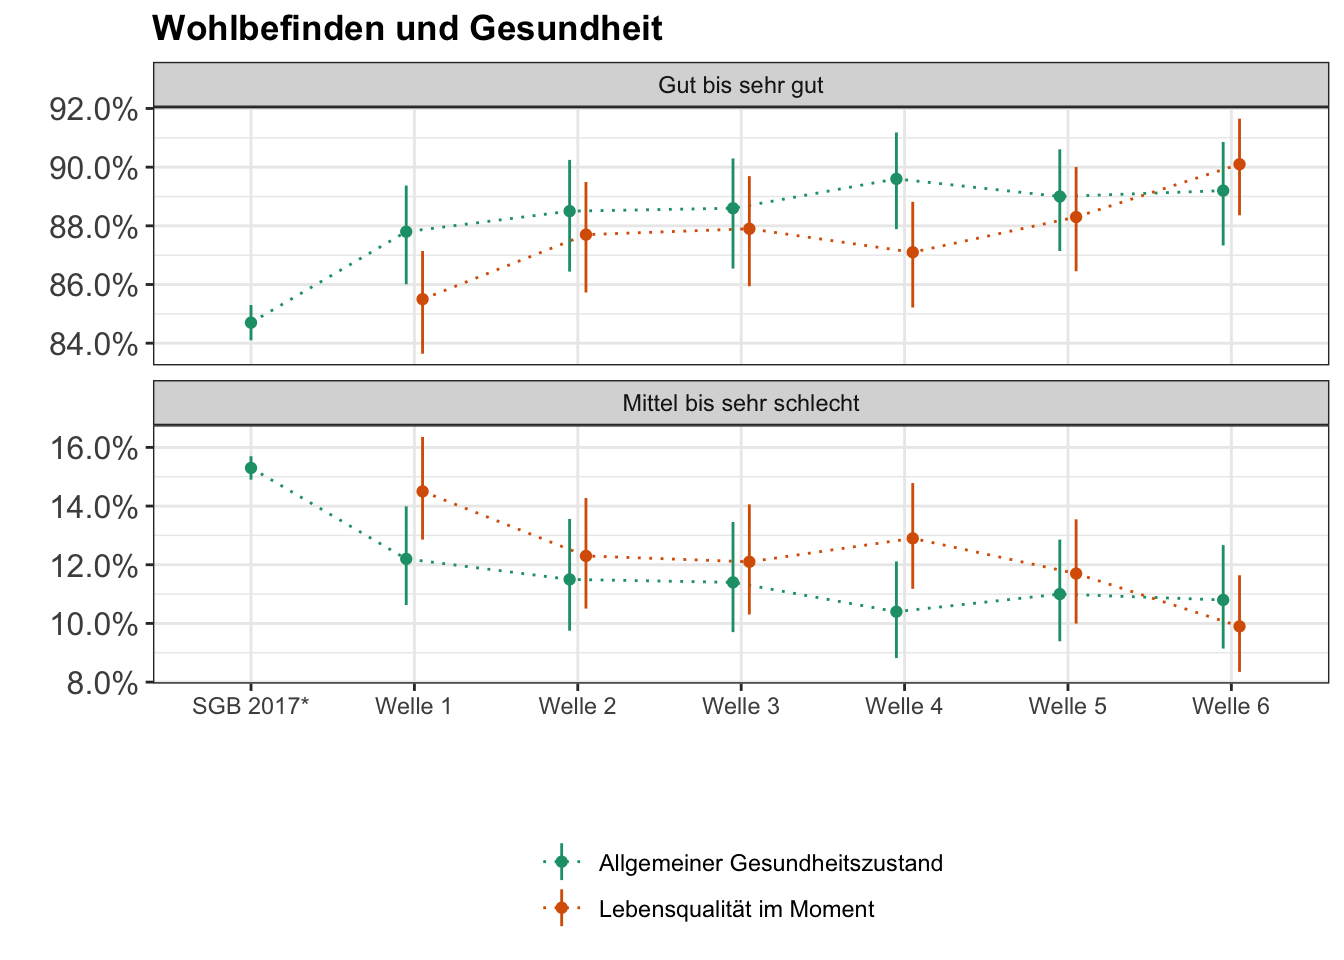 Wohlbefinden und Gesundheit
Gut bis sehr gut
92.0%
90.0%
88.0%
86.0%
84.0%
Mittel bis sehr schlecht
16.0%
14.0%
12.0%
10.0%
8.0%
SGB 2017* Welle 1 Welle 2 Welle 3 Welle 4 Welle 5 Welle 6
Allgemeiner Gesundheitszustand
Lebensqualität im Moment